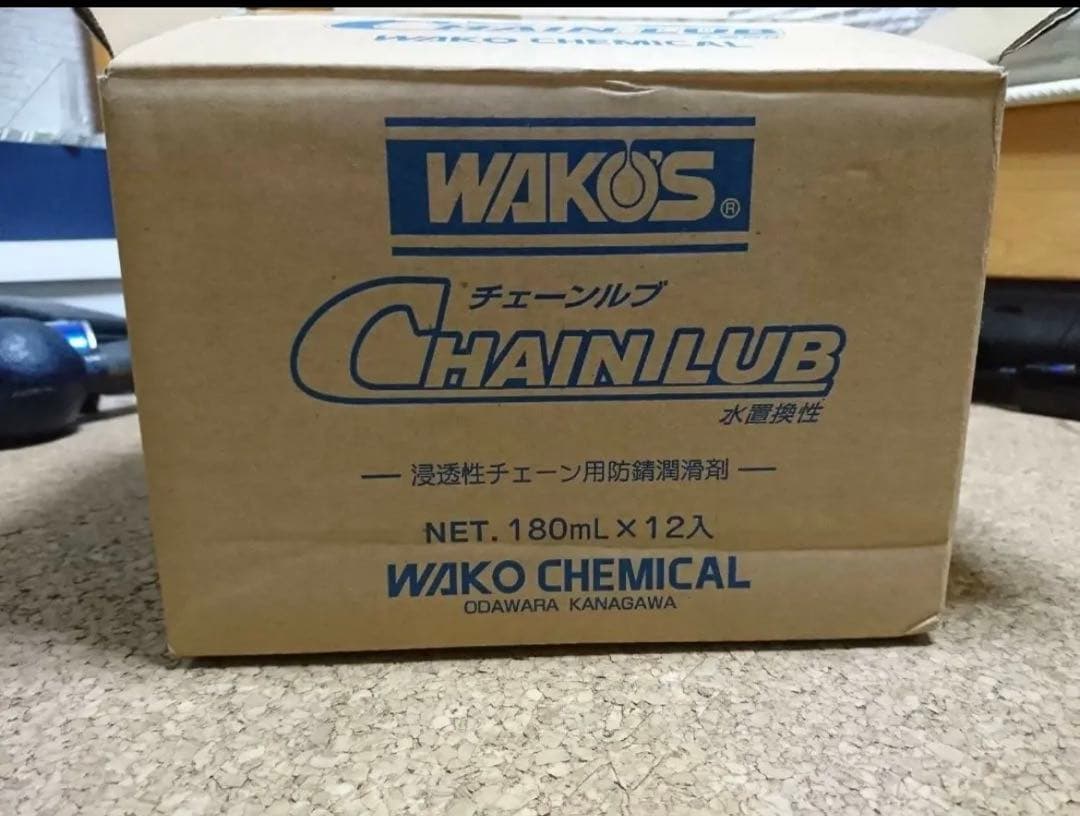 CHAIN LUB
WAKO CHEMICAL
WAKO'S®
チェーンルブ
CHAIN LUB
水置換性
— 浸透性チェーン用防錆潤滑剤 —
NET. 180mL×12入
WAKO CHEMICAL
ODAWARA KANAGAWA